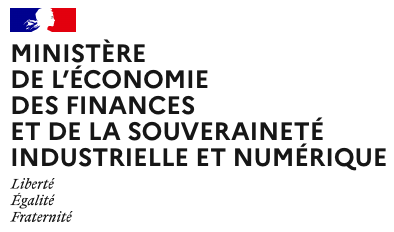 MINISTÈRE
DE L'ÉCONOMIE
DES FINANCES
ET DE LA SOUVERAINETÉ
INDUSTRIELLE ET NUMÉRIQUE
Liberté
Égalité
Fraternité